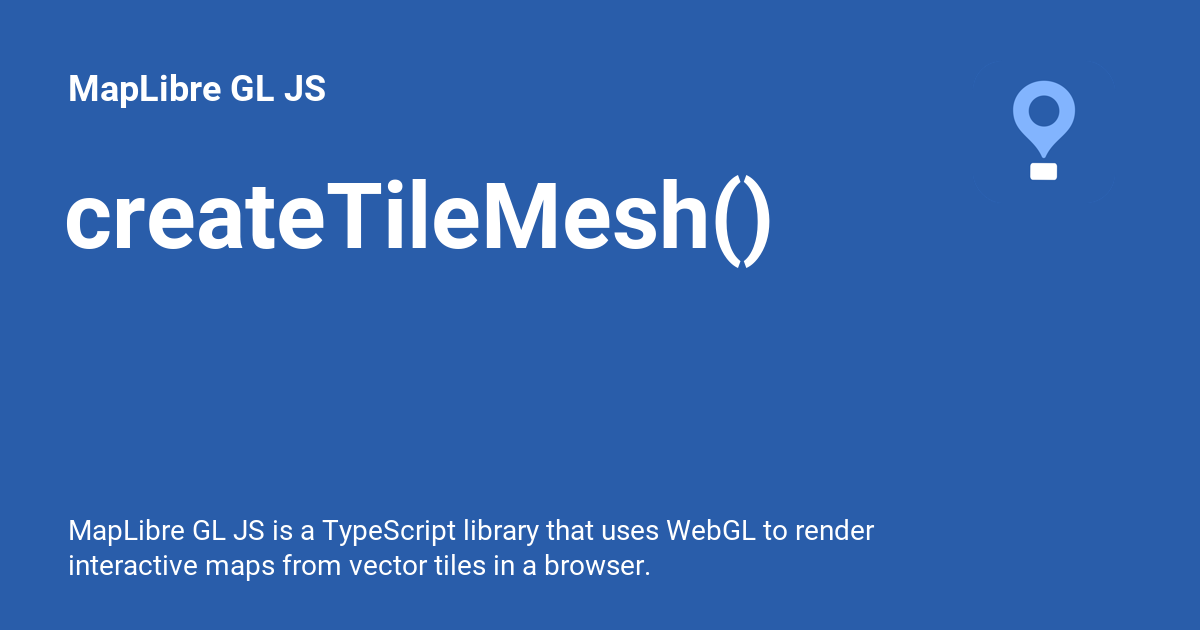 MapLibre GL JS
createTileMesh()
MapLibre GL JS is a TypeScript library that uses WebGL to render
interactive maps from vector tiles in a browser.